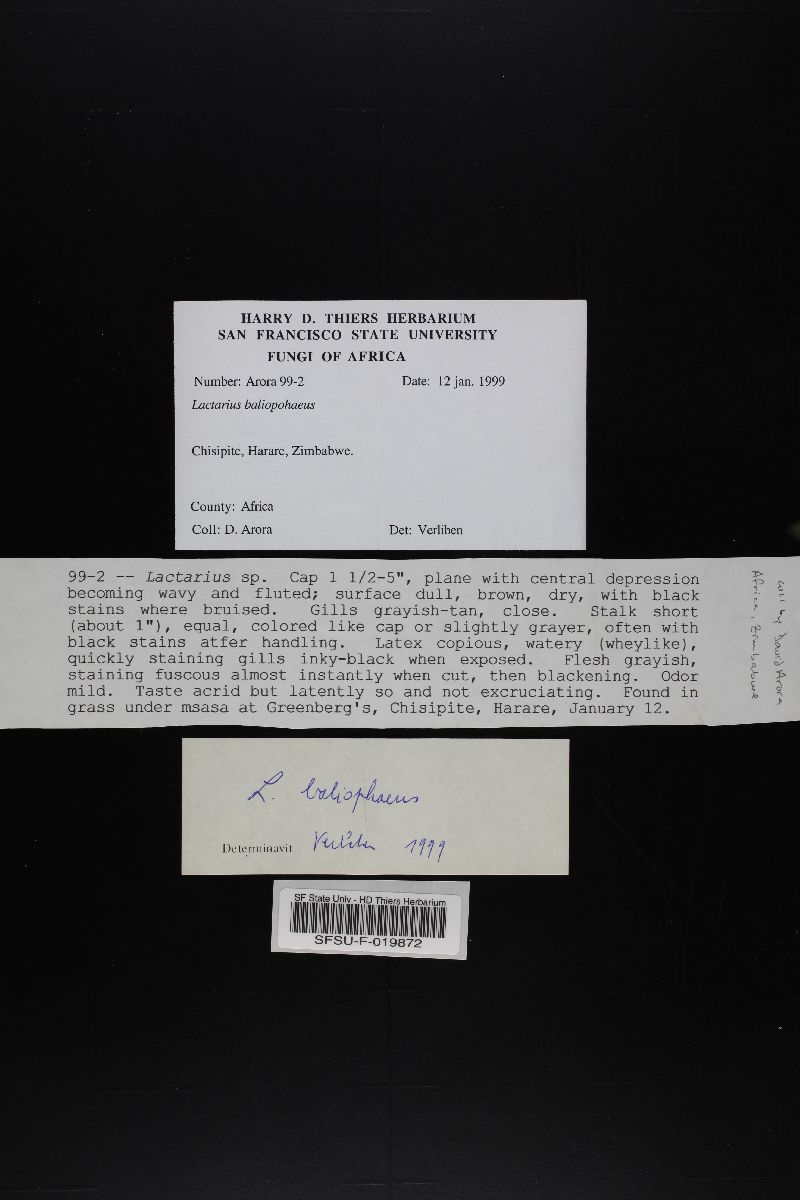 HARRY D. THIERS HERBARIUM
SAN FRANCISCO STATE UNIVERSITY
FUNGI OF AFRICA
Number: Arora 99-2 Date: 12 jan. 1999
Lactarius baliopohaeus
Chisipite, Harare, Zimbabwe.
County: Africa
Coll: D. Arora Det: Verlihen
99-2 -- Lactarius sp. Cap 1 1/2-5", plane with central depression
becoming wavy and fluted; surface dull, brown, dry, with black
stains where bruised. Gills grayish-tan, close. Stalk short
(about 1"), equal, colored like cap or slightly grayer, often with
black stains atfer handling. Latex copious, watery (wheylike),
quickly staining gills inky-black when exposed. Flesh grayish,
staining fuscous almost instantly when cut, then blackening. Odor
mild. Taste acrid but latently so and not excruciating. Found in
grass under msasa at Greenberg's, Chisipite, Harare, January 12.
coll by David Arora
Africa, Zimbabwe
L. baliophaeus
Determinavit Verlihen 1999
SF State Univ - HD Thiers Herbarium
SFSU-F-019872